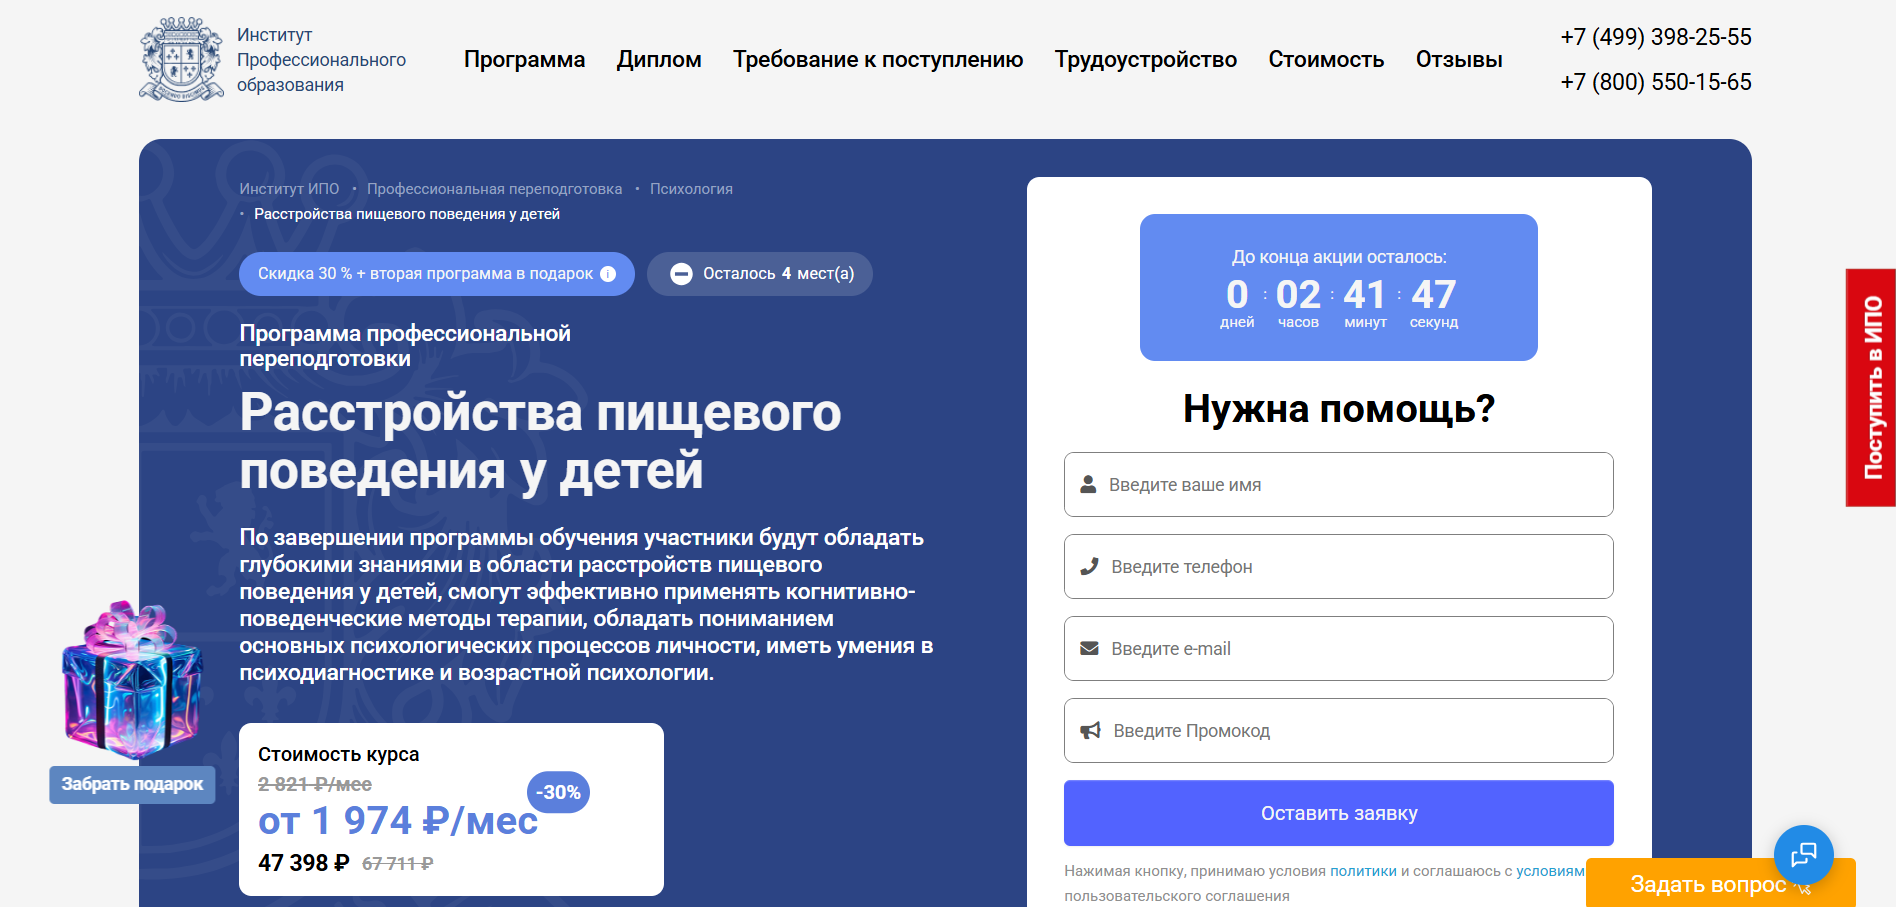 Институт
Профессионального
образования
Программа
Диплом
Требование к поступлению
Трудоустройство
Стоимость
Отзывы
+7 (499) 398-25-55
+7 (800) 550-15-65
Институт ИПО • Профессиональная переподготовка • Психология
• Расстройства пищевого поведения у детей
Скидка 30 % + вторая программа в подарок
Осталось 4 мест(а)
Программа профессиональной
переподготовки
Расстройства пищевого
поведения у детей
По завершении программы обучения участники будут обладать
глубокими знаниями в области расстройств пищевого
поведения у детей, смогут эффективно применять когнитивно-
поведенческие методы терапии, обладать пониманием
основных психологических процессов личности, иметь умения в
психодиагностике и возрастной психологии.
Стоимость курса
2 821 ₽/мес
от 1 974 ₽/мес
-30%
47 398 ₽ 67 711 ₽
Забрать подарок
До конца акции осталось:
0 : 02 : 41 : 47
дней часов минут секунд
Нужна помощь?
Введите ваше имя
Введите телефон
Введите e-mail
Введите Промокод
Оставить заявку
Нажимая кнопку, принимаю условия политики и соглашаюсь с условиями
пользовательского соглашения
Поступить в ИПО
Задать вопрос